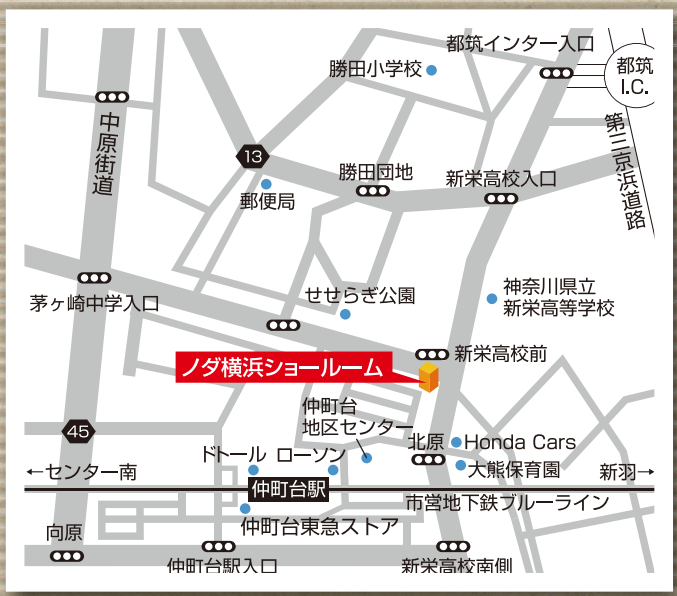 都筑インター入口
勝田小学校
都筑
I.C.
中原街道
第三京浜道路
13
勝田団地
新栄高校入口
郵便局
神奈川県立
新栄高等学校
せせらぎ公園
茅ヶ崎中学入口
新栄高校前
ノダ横浜ショールーム
仲町台
地区センター
45
北原
Honda Cars
ドトール
ローソン
大熊保育園
←センター南
新羽→
仲町台駅
市営地下鉄ブルーライン
仲町台東急ストア
向原
仲町台駅入口
新栄高校南側